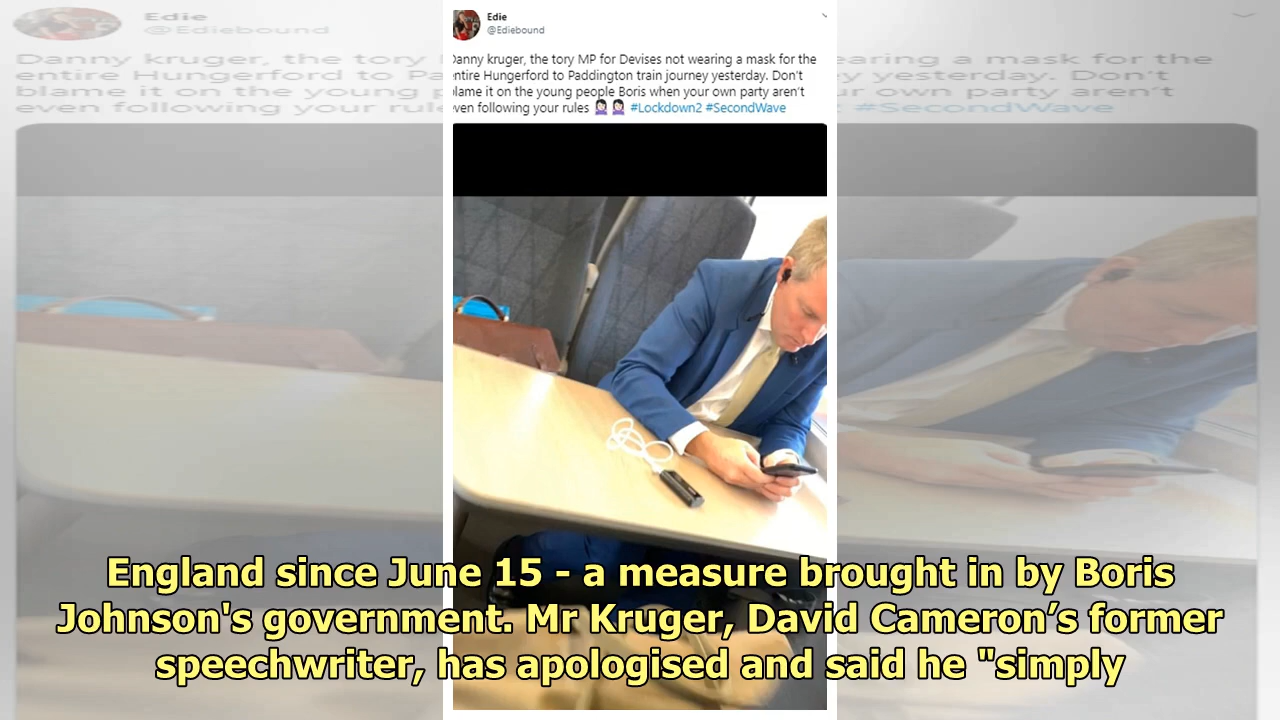 Edie
@Ediebound
Danny kruger, the tory MP for Devises not wearing a mask for the
entire Hungerford to Paddington train journey yesterday. Don't
blame it on the young people Boris when your own party aren't
even following your rules 🤦🏻‍♀️🤦🏻‍♀️ #Lockdown2 #SecondWave
England since June 15 - a measure brought in by Boris
Johnson's government. Mr Kruger, David Cameron’s former
speechwriter, has apologised and said he "simply